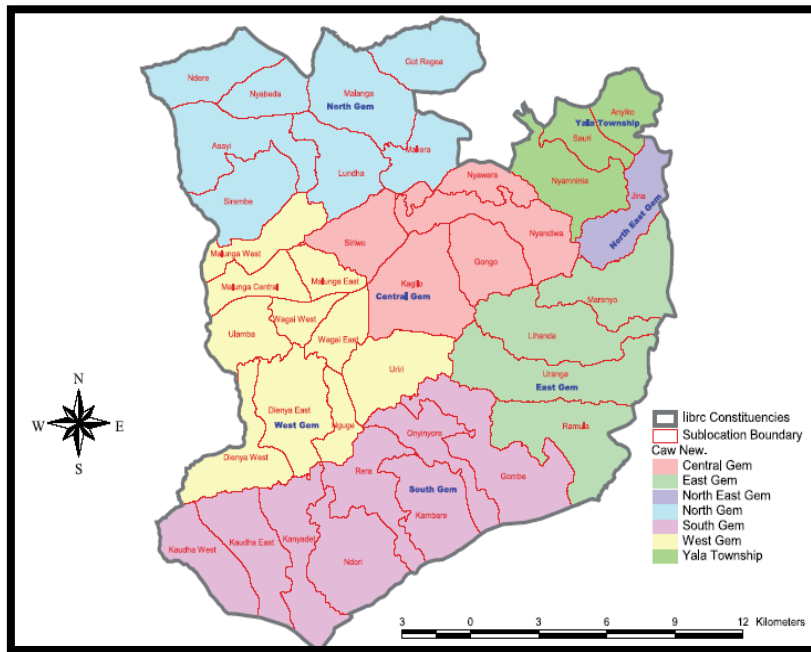 Got Regea
Ndere
Nyabeda
Malanga
North Gem
Anyiko
Yala Township
Sauri
Asayi
Malera
Lundha
Nyawara
Nyamninia
Jina
Sirembe
North East Gem
Siriwo
Nyandiwa
Malunga West
Gongo
Malunga East
Kagilo
Malunga Central
Central Gem
Maranyo
Wagai West
Ulamba
Wagai East
Lihanda
Uriri
Uranga
East Gem
N
W E
S
Dienya East
West Gem
Nguge
Ramula
Onyinyore
Dienya West
Rera
Gombe
South Gem
Kambare
Kaudha West
Kaudha East
Kanyadet
Ndori
Iibrc Constituencies
Sublocation Boundary
Caw New.
Central Gem
East Gem
North East Gem
North Gem
South Gem
West Gem
Yala Township
3 0 3 6 9 12 Kilometers